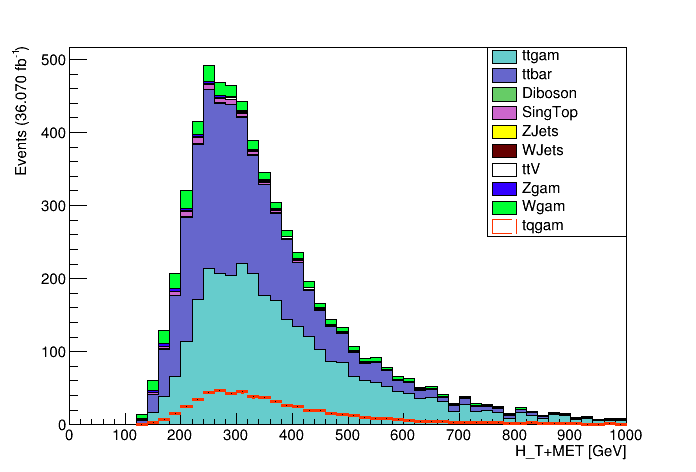 Events (36.070 fb⁻¹)
500
400
300
200
100
0
ttgam
ttbar
Diboson
SingTop
ZJets
WJets
ttV
Zgam
Wgam
tqgam
0 100 200 300 400 500 600 700 800 900 1000
H_T+MET [GeV]